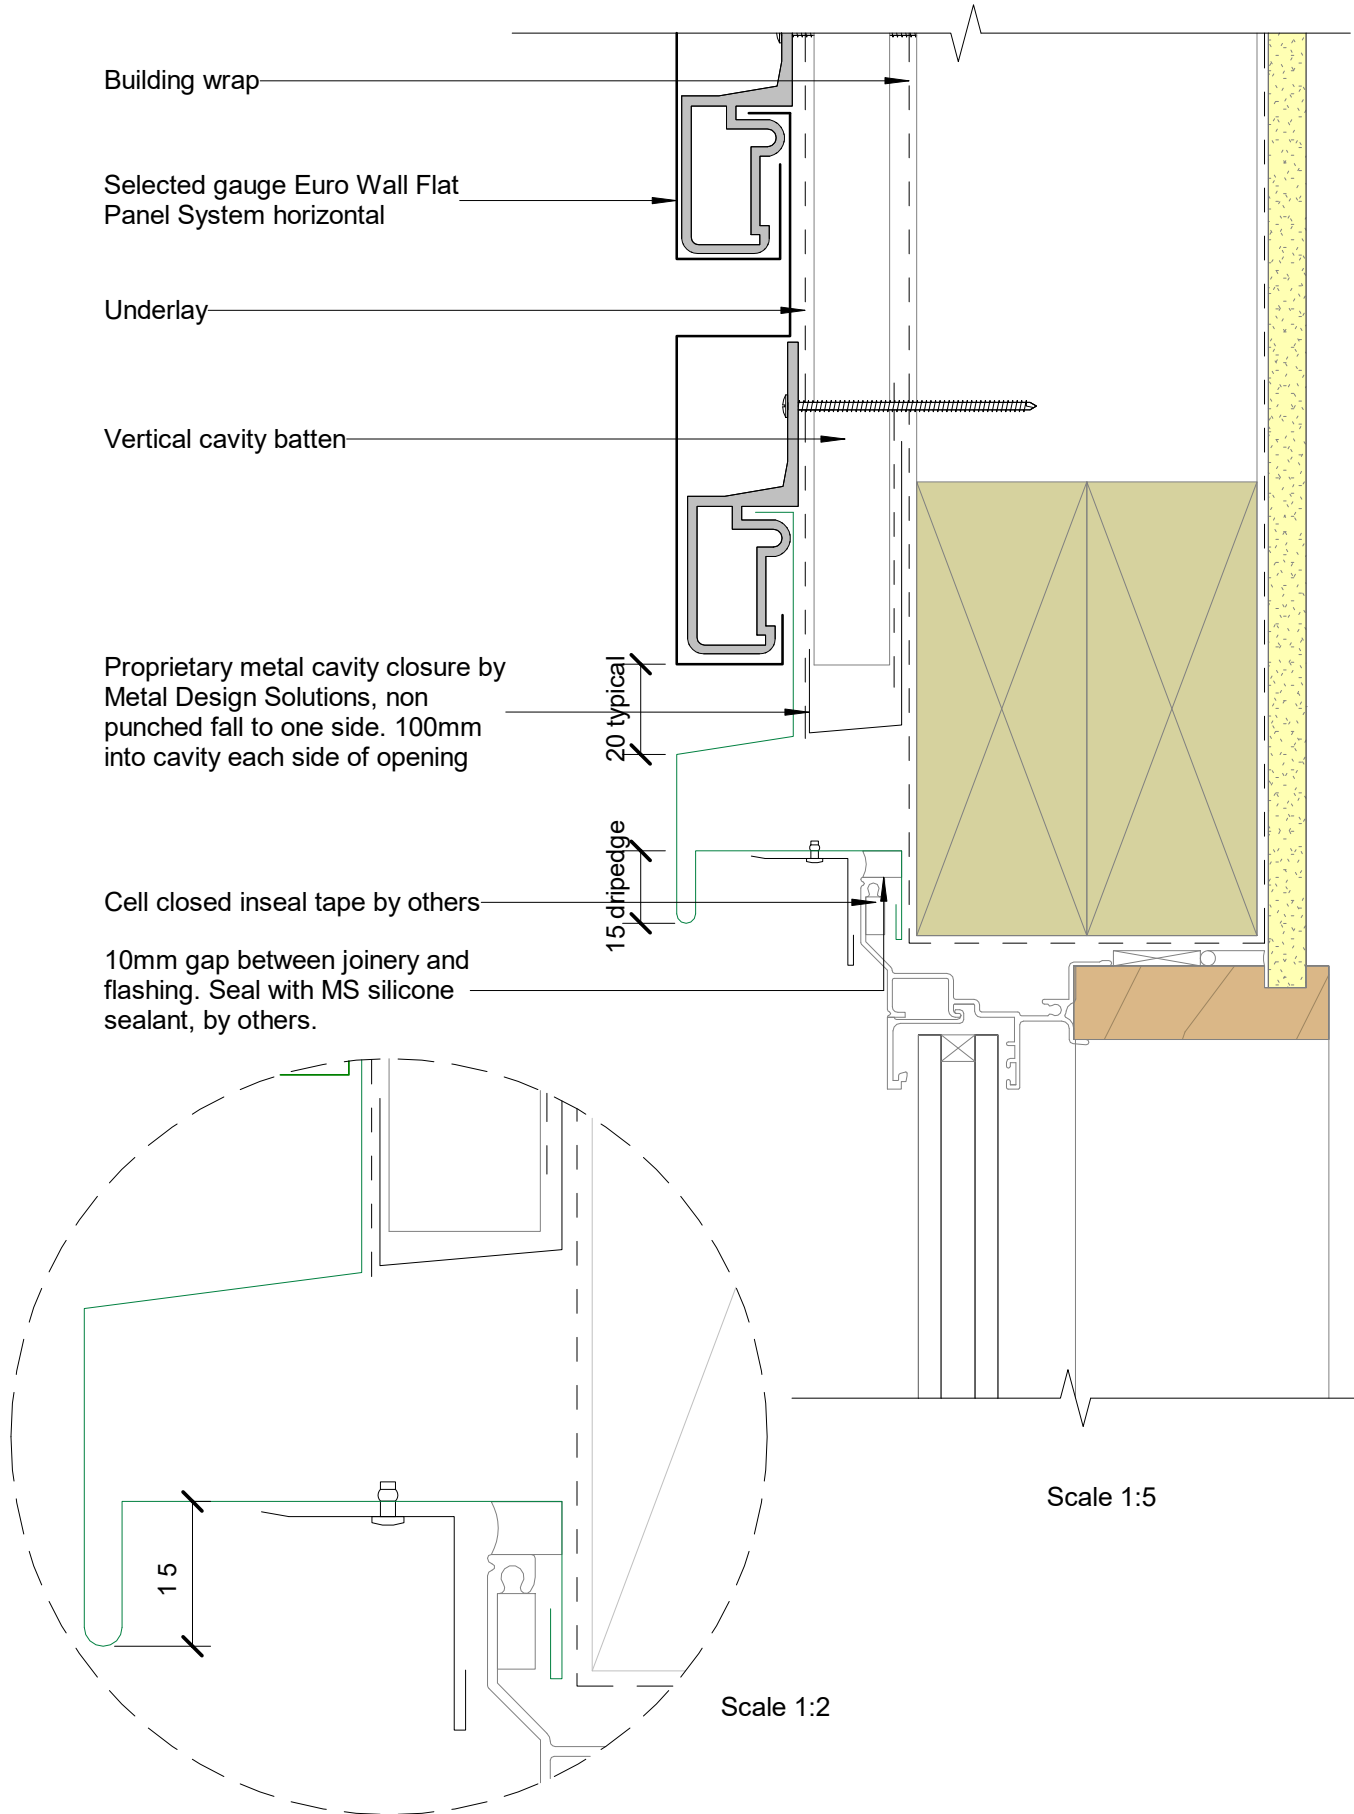 Building wrap
Selected gauge Euro Wall Flat
Panel System horizontal
Underlay
Vertical cavity batten
Proprietary metal cavity closure by
Metal Design Solutions, non
punched fall to one side. 100mm
into cavity each side of opening
20 typical
15 dripedge
Cell closed inseal tape by others
10mm gap between joinery and
flashing. Seal with MS silicone
sealant, by others.
Scale 1:5
15
Scale 1:2